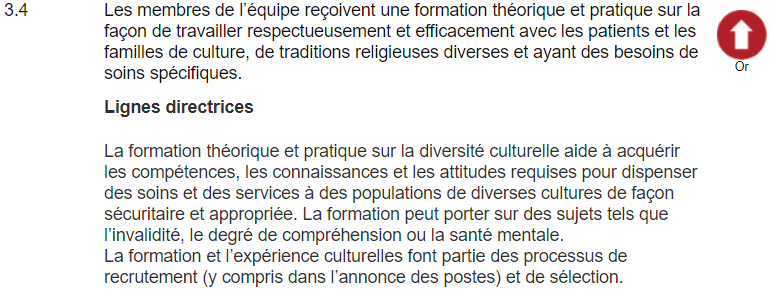 3.4 Les membres de l’équipe reçoivent une formation théorique et pratique sur la
façon de travailler respectueusement et efficacement avec les patients et les
familles de culture, de traditions religieuses diverses et ayant des besoins de
soins spécifiques.
Or
Lignes directrices
La formation théorique et pratique sur la diversité culturelle aide à acquérir
les compétences, les connaissances et les attitudes requises pour dispenser
des soins et des services à des populations de diverses cultures de façon
sécuritaire et appropriée. La formation peut porter sur des sujets tels que
l’invalidité, le degré de compréhension ou la santé mentale.
La formation et l’expérience culturelles font partie des processus de
recrutement (y compris dans l’annonce des postes) et de sélection.